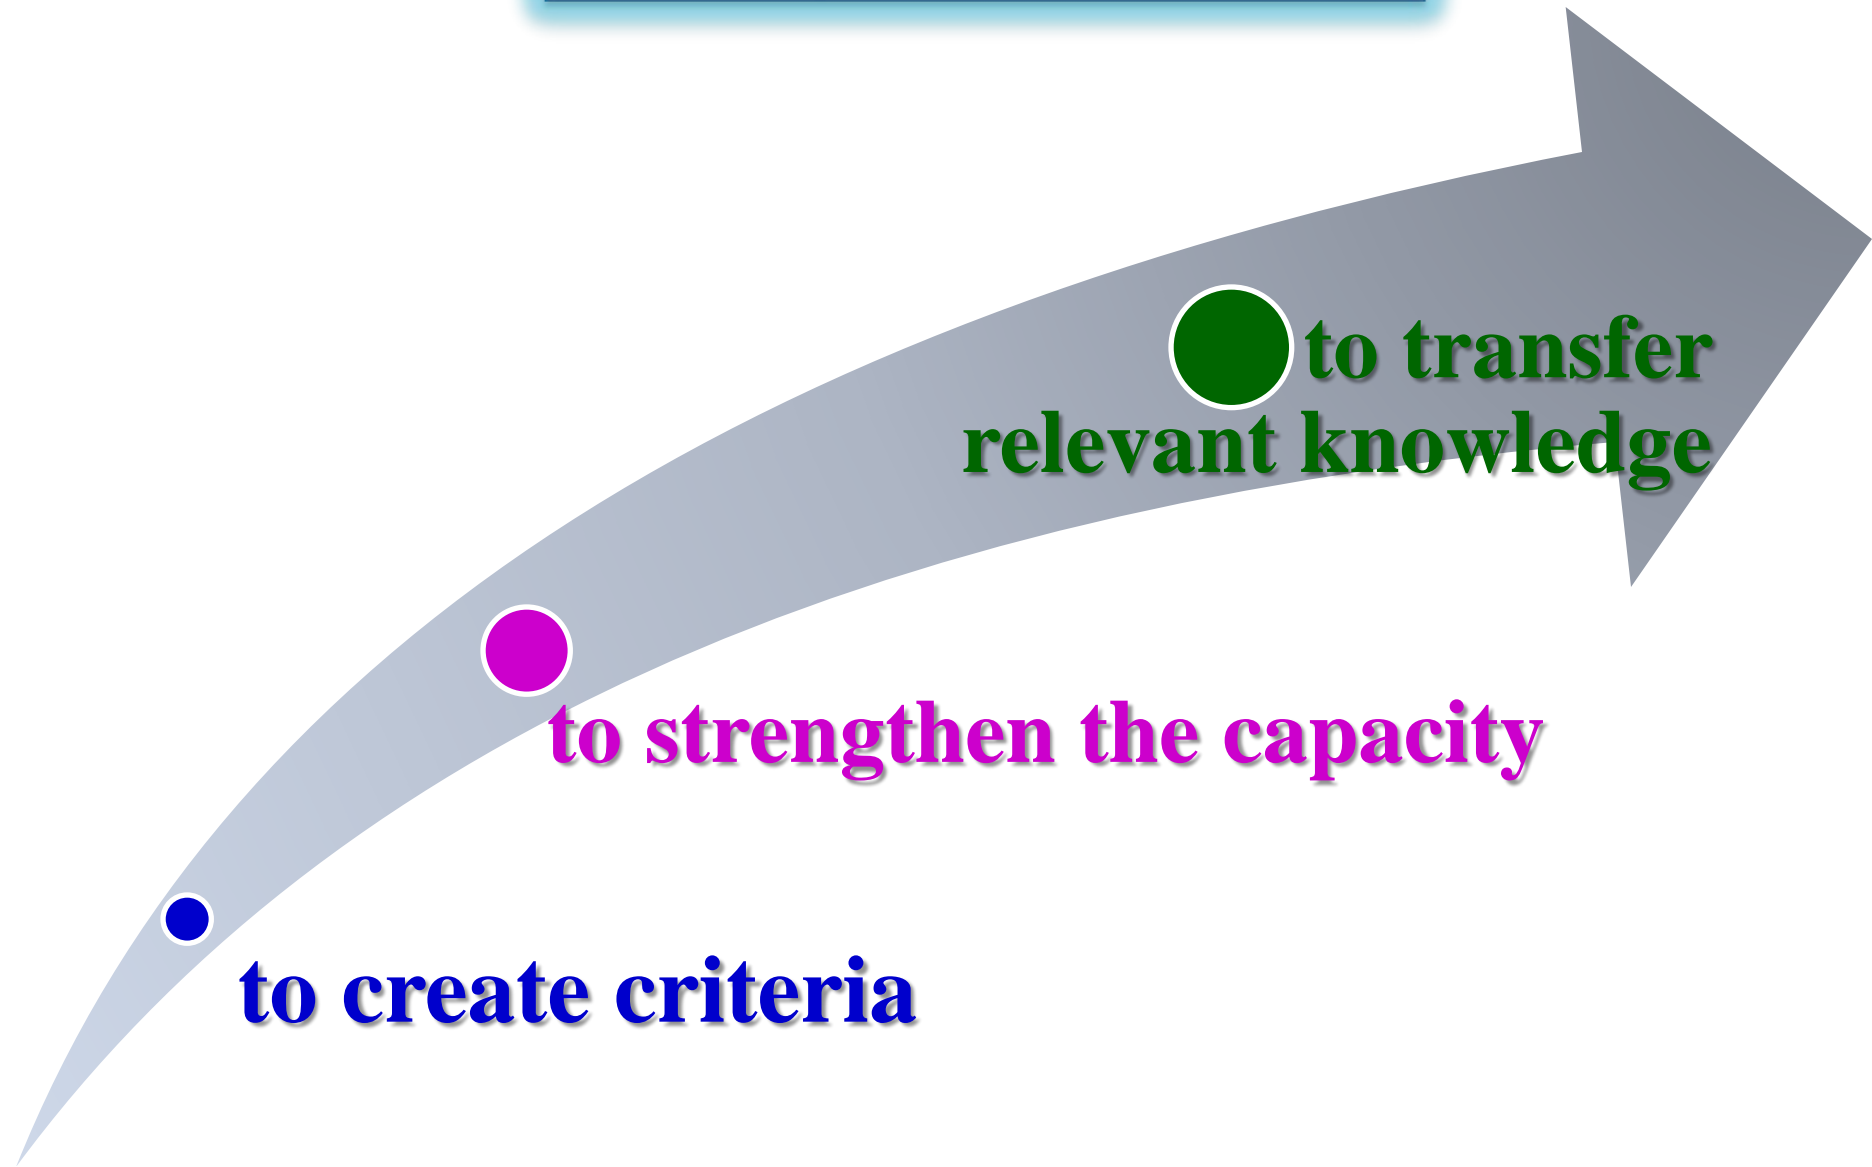 to transfer
relevant knowledge
to strengthen the capacity
to create criteria